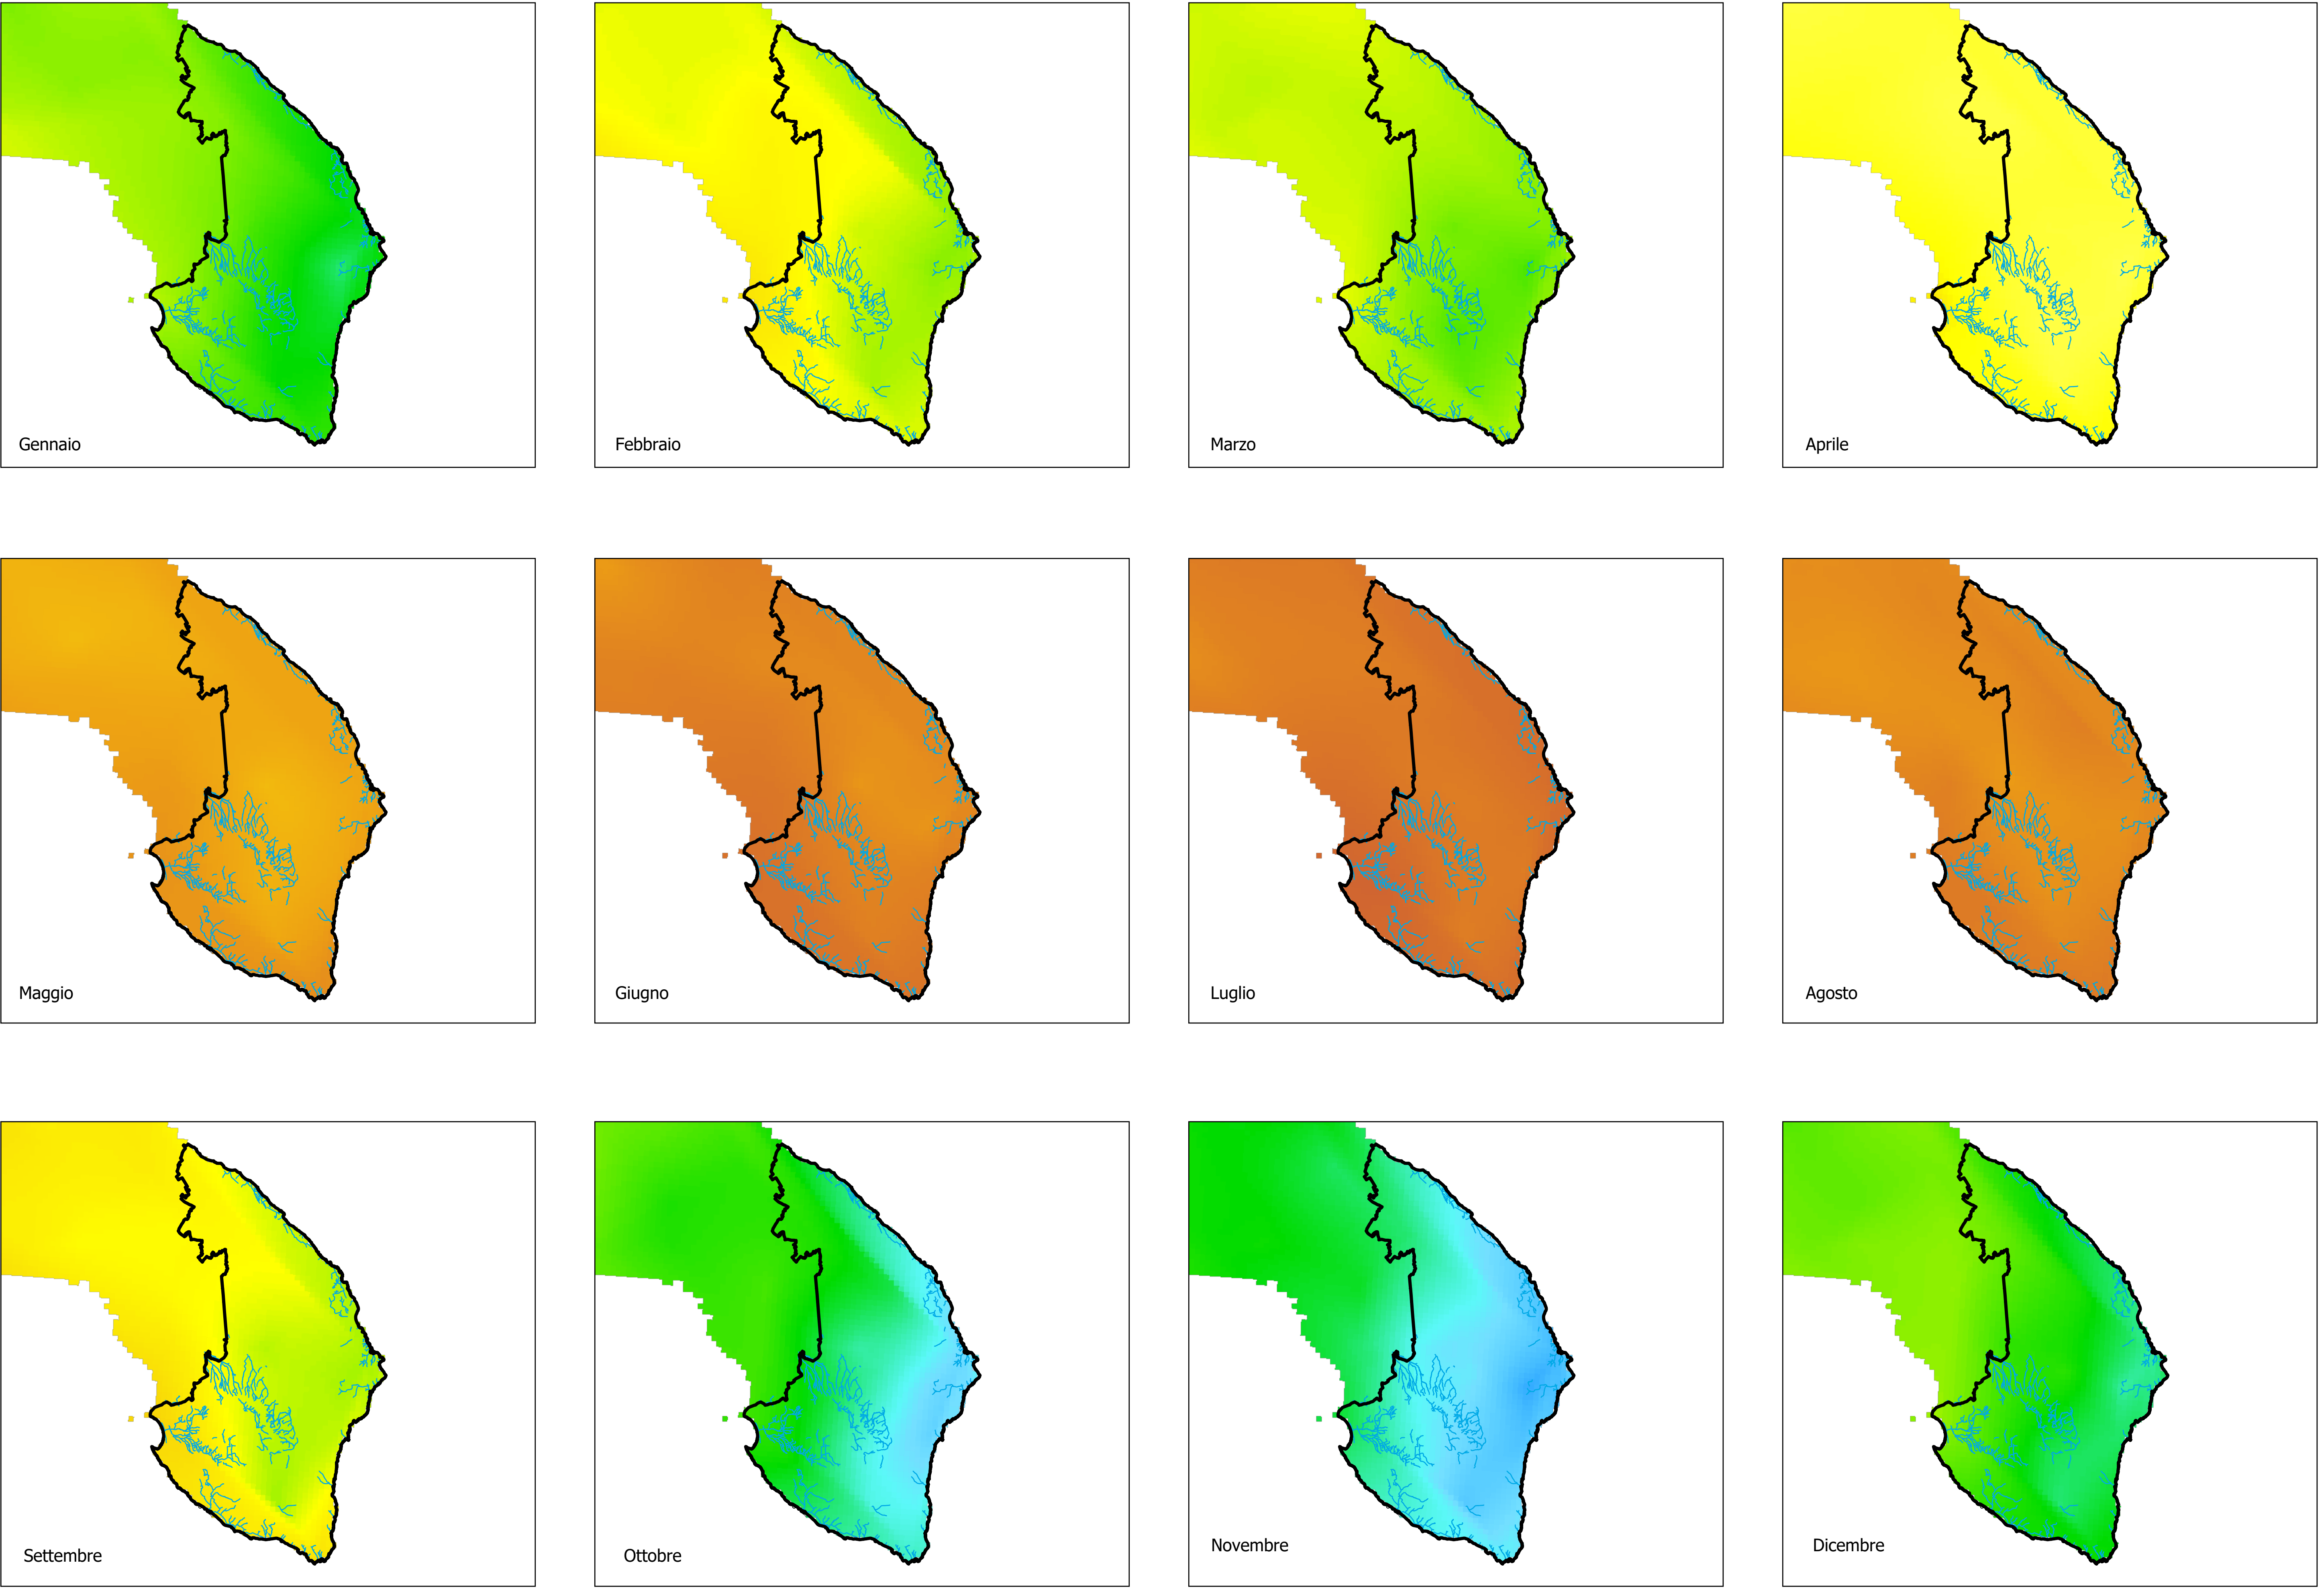 Gennaio
Febbraio
Marzo
Aprile
Maggio
Giugno
Luglio
Agosto
Settembre
Ottobre
Novembre
Dicembre